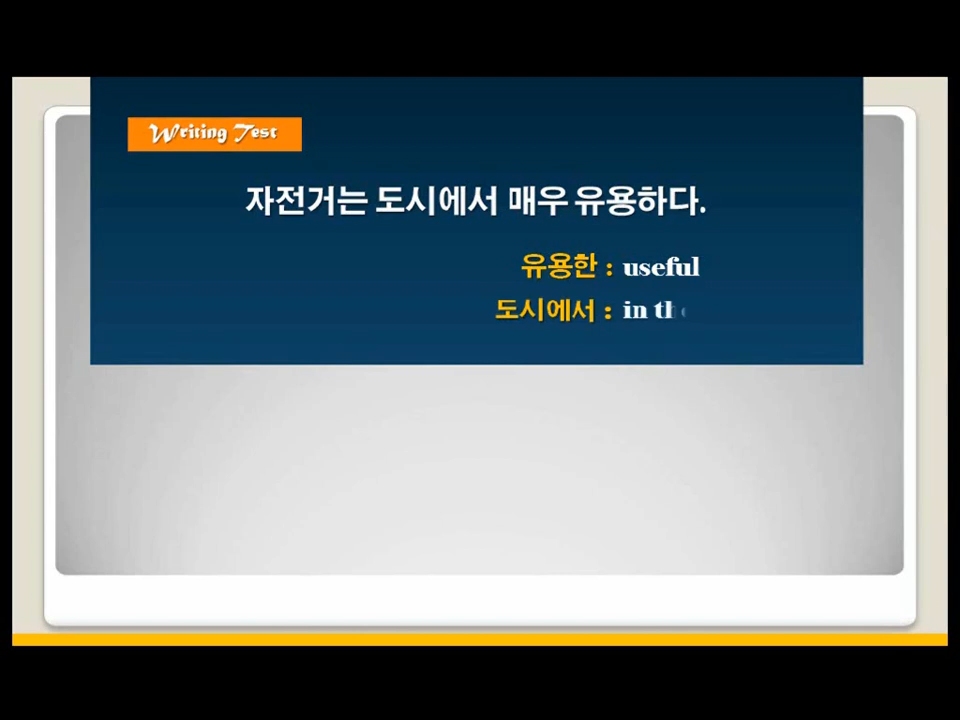 Writing Test
자전거는 도시에서 매우 유용하다.
유용한 : useful
도시에서 : in